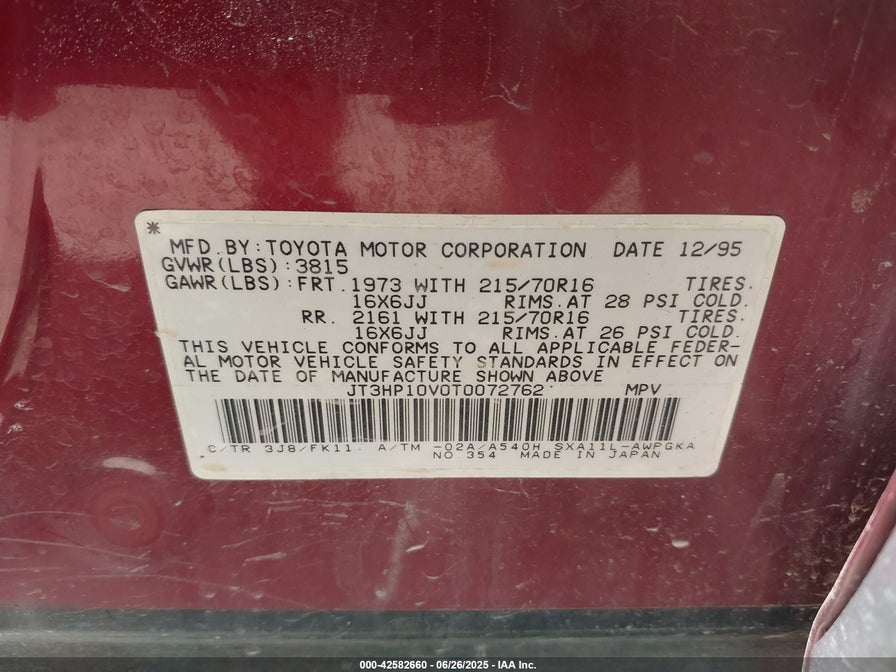 *
MFD.BY:TOYOTA MOTOR CORPORATION DATE 12/95
GVWR(LBS):3815
GAWR(LBS):FRT.1973 WITH 215/70R16 TIRES.
16X6JJ RIMS.AT 28 PSI COLD.
RR. 2161 WITH 215/70R16 TIRES.
16X6JJ RIMS.AT 26 PSI COLD.
THIS VEHICLE CONFORMS TO ALL APPLICABLE FEDER-
AL MOTOR VEHICLE SAFETY STANDARDS IN EFFECT ON
THE DATE OF MANUFACTURE SHOWN ABOVE
JT3HP10V0T0072762 MPV
C/TR 3J8/FK11. A/TM -02A/A540H SXA11L-AWPGKA
NO 354 MADE IN JAPAN
000-42582660 - 06/26/2025 - IAA Inc.